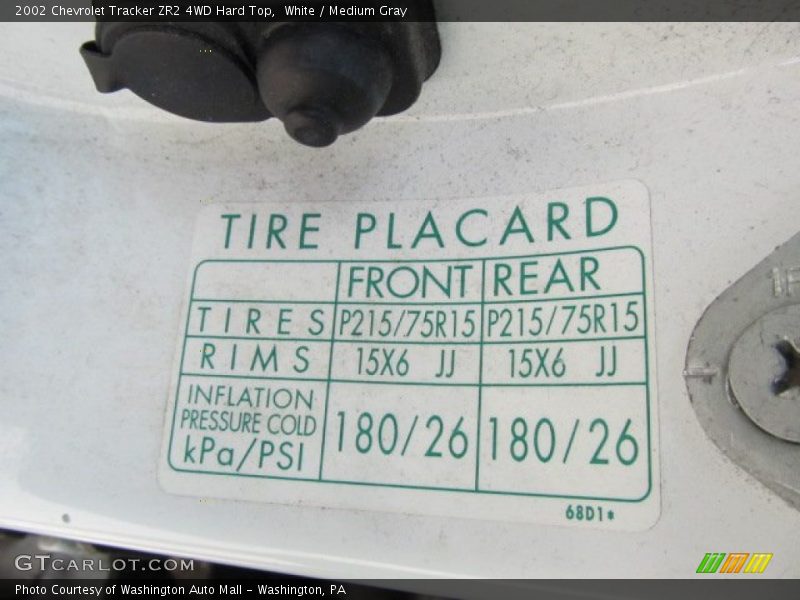 2002 Chevrolet Tracker ZR2 4WD Hard Top,  White / Medium Gray
TIRE PLACARD
FRONT REAR
TIRES P215/75R15 P215/75R15
RIMS 15X6 JJ 15X6 JJ
INFLATION
PRESSURE COLD
kPa/PSI 180/26 180/26
68D1*
GTCARLOT.COM
Photo Courtesy of Washington Auto Mall - Washington, PA